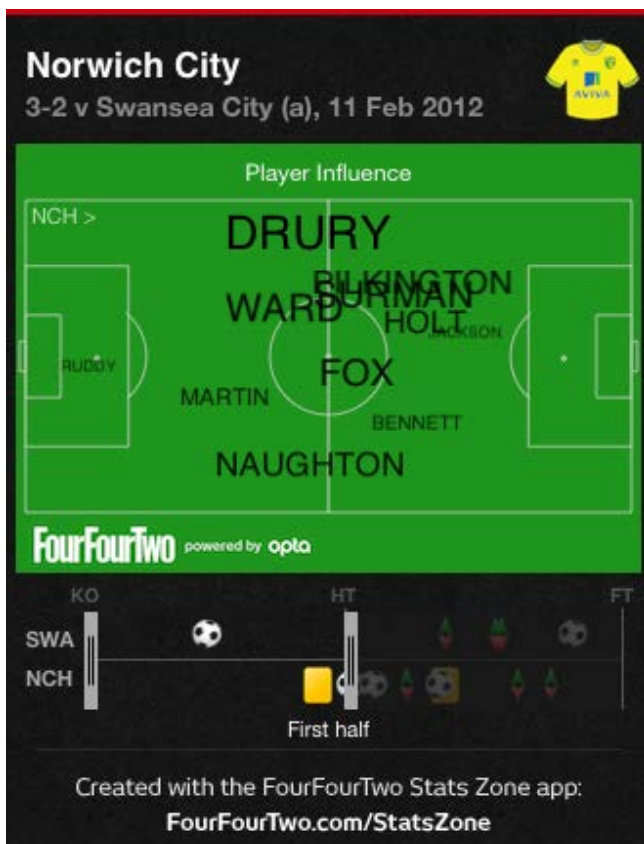 Norwich City
3-2 v Swansea City (a), 11 Feb 2012
AVIVA
Player Influence
NCH >
DRURY
PILKINGTON
SURMAN
WARD
HOLT
JACKSON
RUDDY
FOX
MARTIN
BENNETT
NAUGHTON
FourFourTwo powered by opta
KO HT FT
SWA
NCH
First half
Created with the FourFourTwo Stats Zone app:
FourFourTwo.com/StatsZone